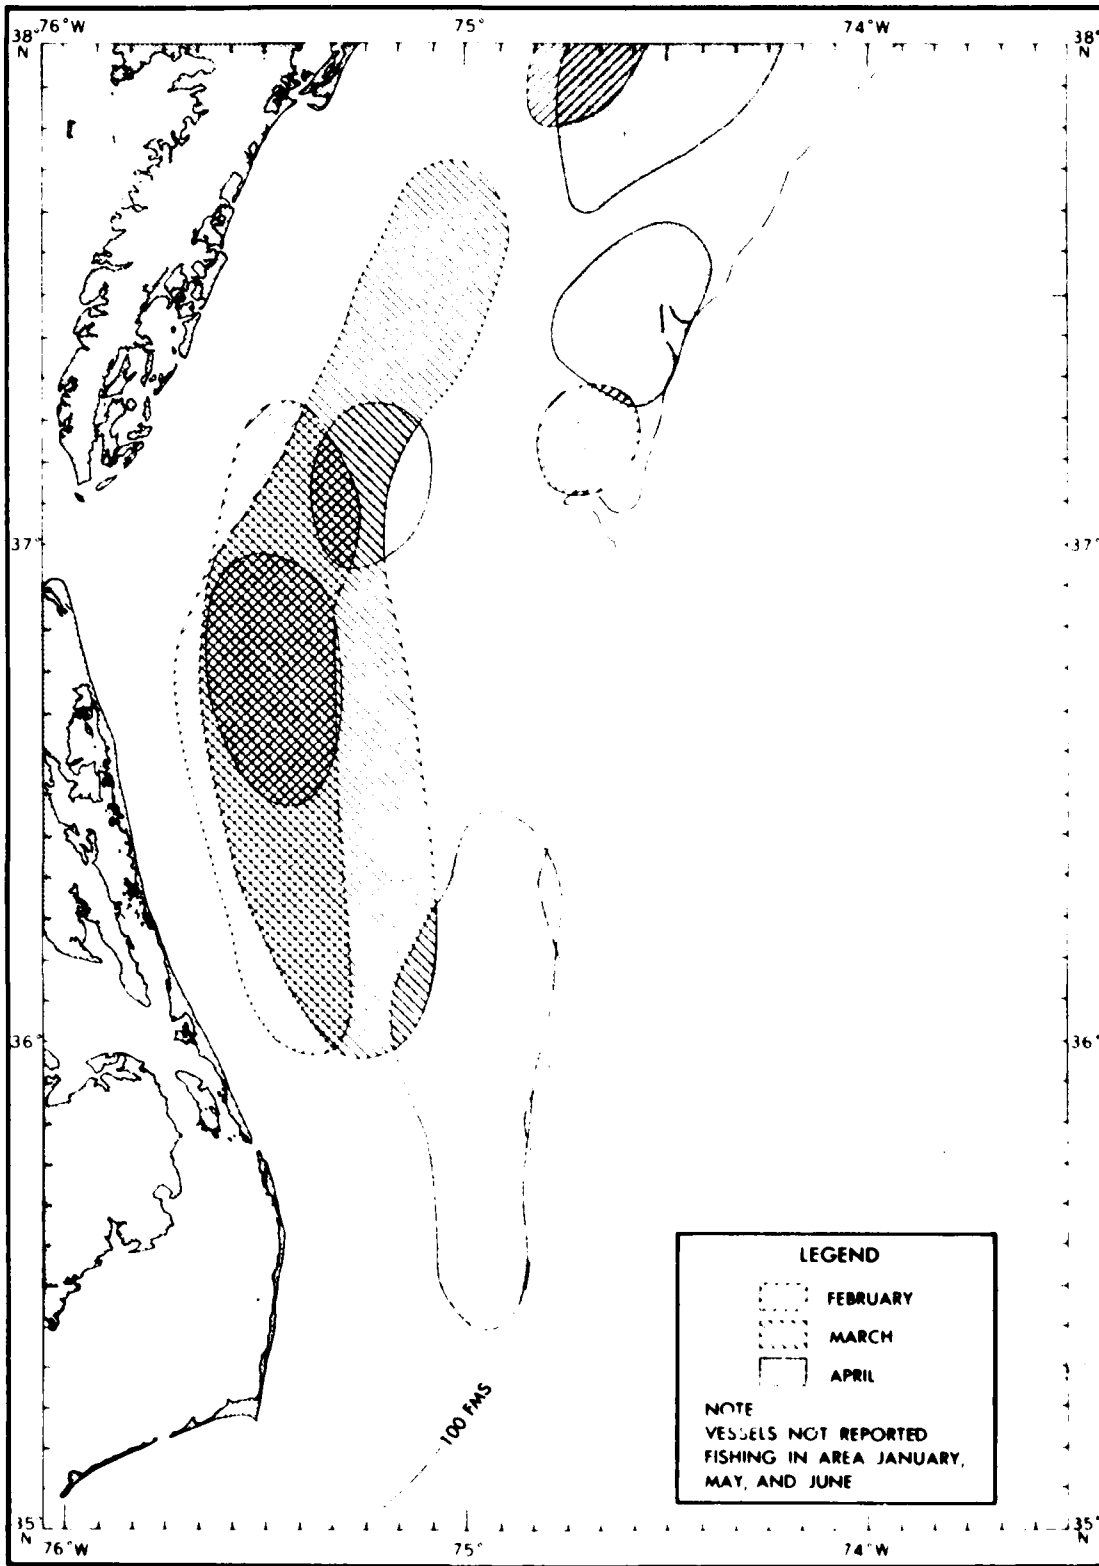 76°W 75° 74°W
38° N 38° N
37° 37°
36° 36°
100 FMS
LEGEND
FEBRUARY
MARCH
APRIL
NOTE
VESSELS NOT REPORTED
FISHING IN AREA JANUARY,
MAY, AND JUNE
35° N 35° N
76°W 75° 74°W